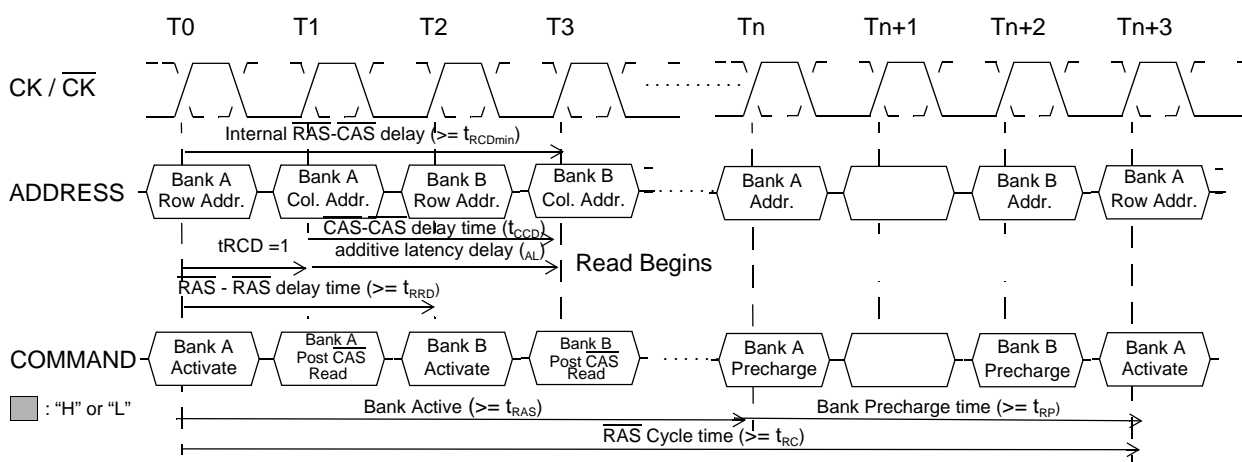 T0 T1 T2 T3 Tn Tn+1 Tn+2 Tn+3
CK / CK
Internal RAS-CAS delay (>= tRCDmin)
ADDRESS
Bank A
Row Addr.
Bank A
Col. Addr.
Bank B
Row Addr.
Bank B
Col. Addr.
Bank A
Addr.
Bank B
Addr.
Bank A
Row Addr.
CAS-CAS delay time (tCCD)
tRCD =1
additive latency delay (AL)
Read Begins
RAS - RAS delay time (>= tRRD)
COMMAND
Bank A
Activate
Bank A
Post CAS
Read
Bank B
Activate
Bank B
Post CAS
Read
Bank A
Precharge
Bank B
Precharge
Bank A
Activate
: “H” or “L”
Bank Active (>= tRAS)
Bank Precharge time (>= tRP)
RAS Cycle time (>= tRC)